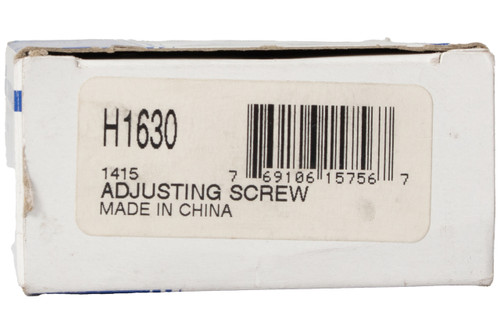 H1630
1415
7 69106 15756 7
ADJUSTING SCREW
MADE IN CHINA